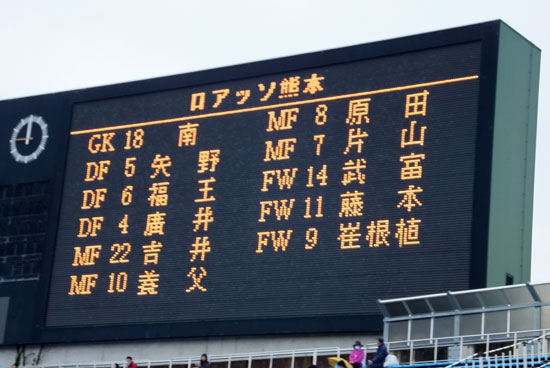 ロアッソ熊本
GK 18 南
DF 5 矢野
DF 6 福王
DF 4 廣井
MF 22 吉井
MF 10 養父
MF 8 原田
MF 7 片山
FW 14 武富
FW 11 藤本
FW 9 崔根植